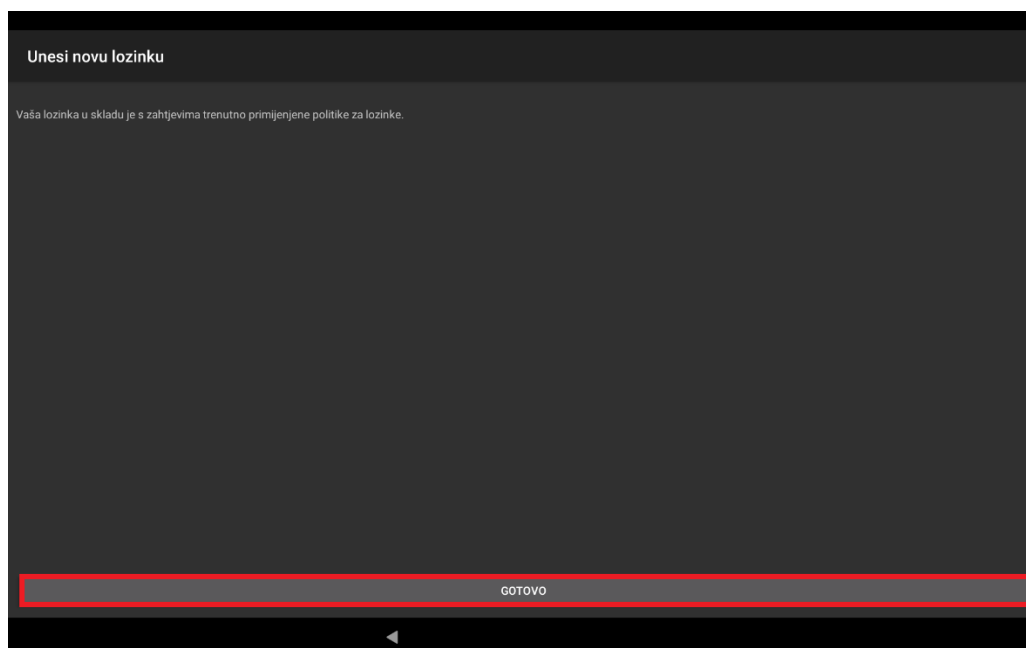 Unesi novu lozinku
Vaša lozinka u skladu je s zahtjevima trenutno primijenjene politike za lozinke.
GOTOVO